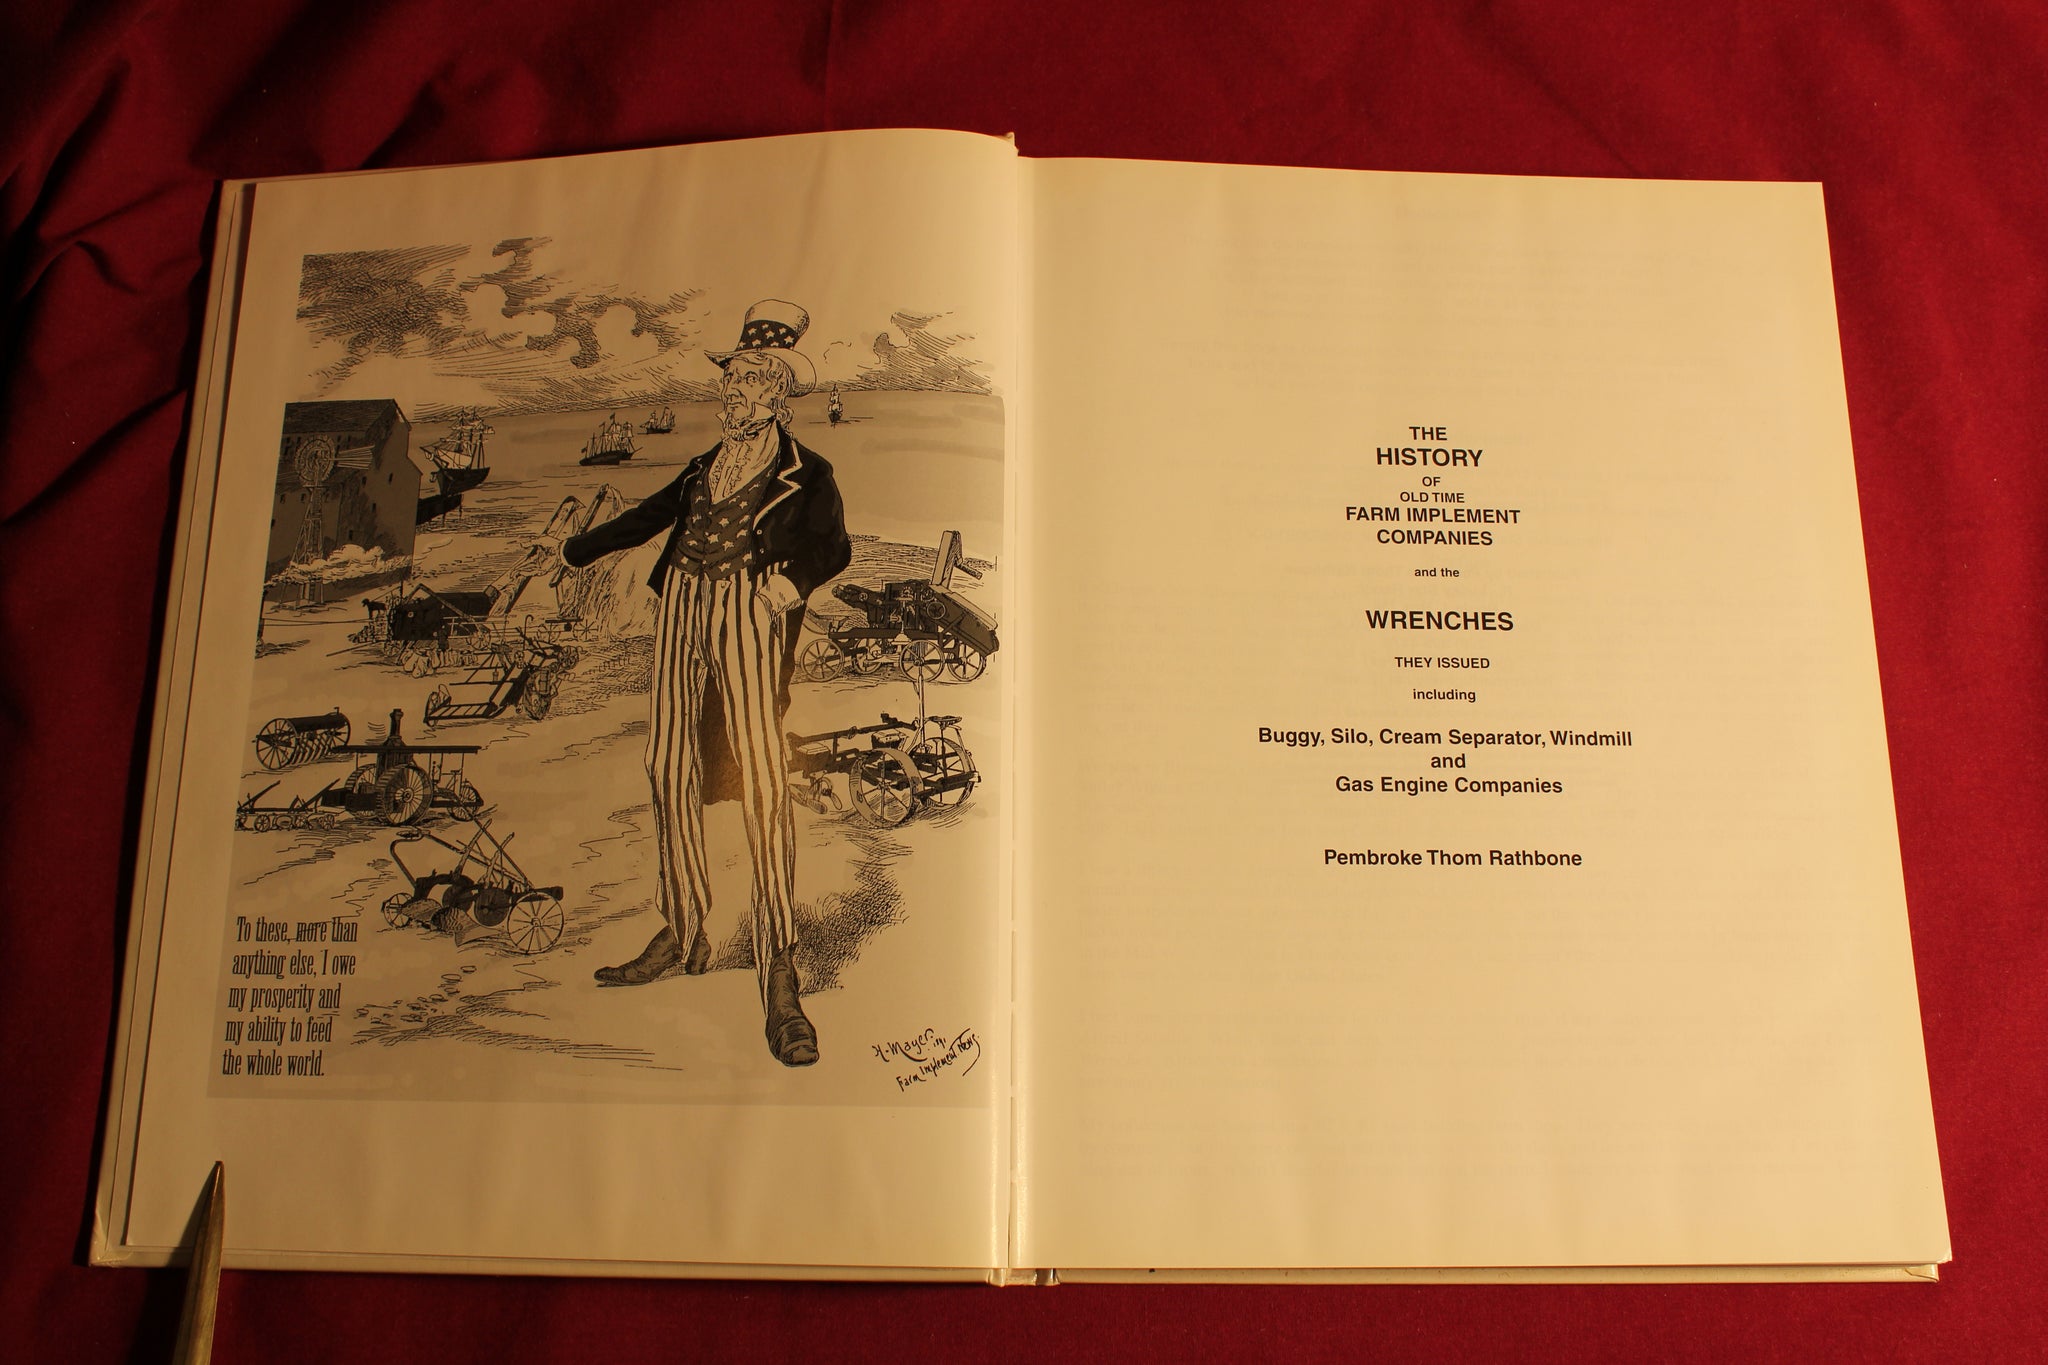 To these, more than
anything else, I owe
my prosperity and
my ability to feed
the whole world.
H. Mayer.
Farm Implement News
THE
HISTORY
OF
OLD TIME
FARM IMPLEMENT
COMPANIES
and the
WRENCHES
THEY ISSUED
including
Buggy, Silo, Cream Separator, Windmill
and
Gas Engine Companies
Pembroke Thom Rathbone